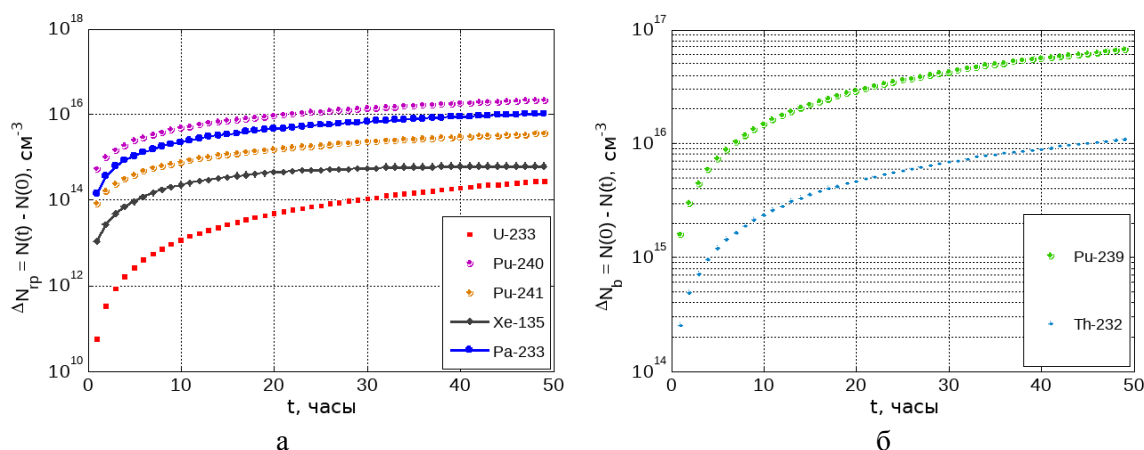 10^18
10^16
10^14
10^12
10^10
ΔN_rp = N(t) - N(0), см^-3
U-233
Pu-240
Pu-241
Xe-135
Pa-233
0 10 20 30 40 50
t, часы
а
10^17
10^16
10^15
10^14
ΔN_b = N(0) - N(t), см^-3
Pu-239
Th-232
0 10 20 30 40 50
t, часы
б